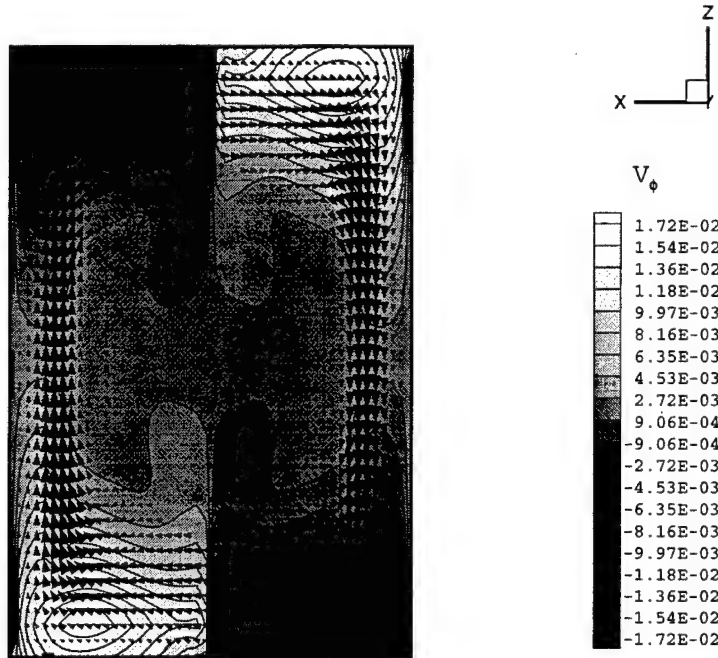 Z
X
Vϕ
1.72E-02
1.54E-02
1.36E-02
1.18E-02
9.97E-03
8.16E-03
6.35E-03
4.53E-03
2.72E-03
9.06E-04
-9.06E-04
-2.72E-03
-4.53E-03
-6.35E-03
-8.16E-03
-9.97E-03
-1.18E-02
-1.36E-02
-1.54E-02
-1.72E-02